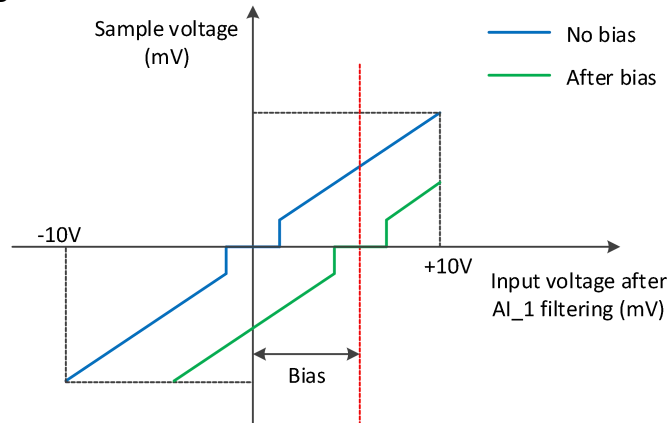 Sample voltage
(mV)
No bias
After bias
-10V
+10V
Input voltage after
AI_1 filtering (mV)
Bias